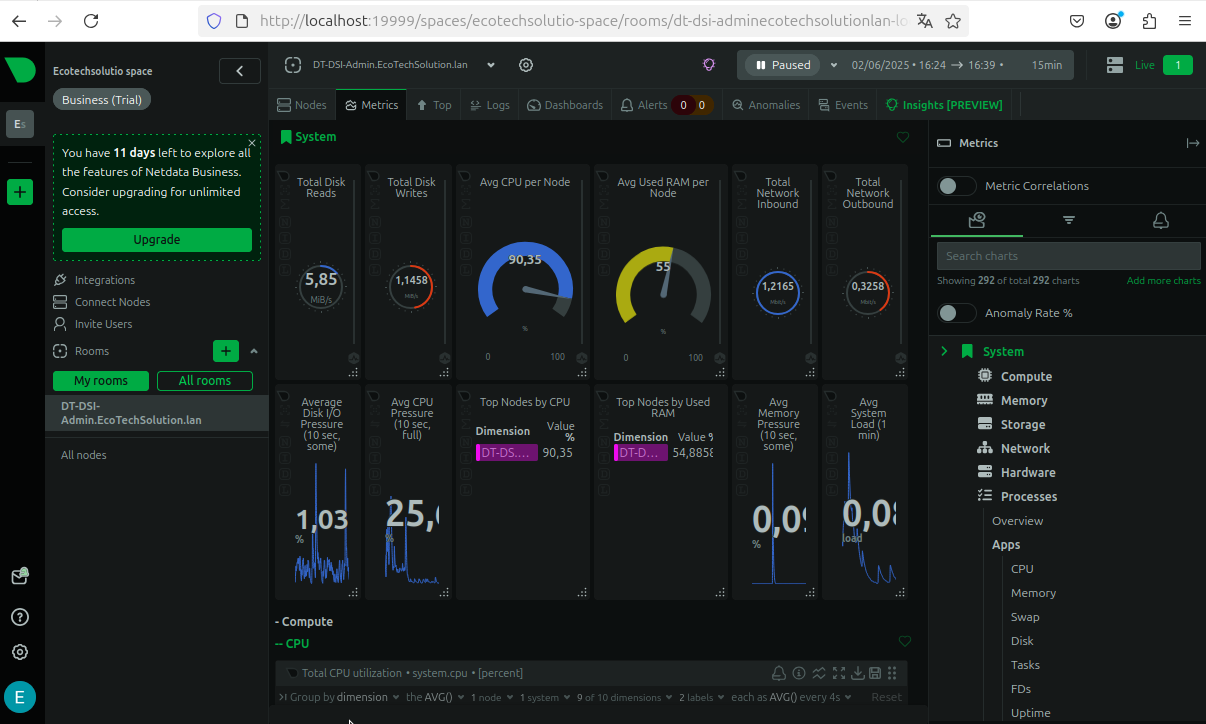 http://localhost:19999/spaces/ecotechsolutio-space/rooms/dt-dsi-adminecotechsolutionlan-lo
Ecotechsolutio space
Business (Trial)
Es
You have 11 days left to explore all
the features of Netdata Business.
Consider upgrading for unlimited
access.
Upgrade
Integrations
Connect Nodes
Invite Users
Rooms
My rooms
All rooms
DT-DSI-
Admin.EcoTechSolution.lan
All nodes
E
DT-DSI-Admin.EcoTechSolution.lan
Paused
02/06/2025 • 16:24 → 16:39 •
15min
Live
1
Nodes
Metrics
Top
Logs
Dashboards
Alerts
0
0
Anomalies
Events
Insights [PREVIEW]
System
Total Disk
Reads
5,85
MiB/s
Total Disk
Writes
1,1458
MiB/s
Avg CPU per Node
90,35
%
0
100
Avg Used RAM per
Node
55
%
0
100
Total
Network
Inbound
1,2165
Mbit/s
Total
Network
Outbound
0,3258
Mbit/s
Average
Disk I/O
Pressure
(10 sec,
some)
1,03
%
Avg CPU
Pressure
(10 sec,
full)
25,
%
Top Nodes by CPU
Dimension
Value
%
DT-DS....
90,35
Top Nodes by Used
RAM
Dimension
Value %
DT-D...
54,8858
Avg
Memory
Pressure
(10 sec,
some)
0,09
%
Avg
System
Load (1
min)
0,08
load
- Compute
-- CPU
Total CPU utilization • system.cpu • [percent]
Group by dimension
the AVG()
1 node
1 system
9 of 10 dimensions
2 labels
each as AVG() every 4s
Reset
Metrics
Metric Correlations
Search charts
Showing 292 of total 292 charts
Add more charts
Anomaly Rate %
System
Compute
Memory
Storage
Network
Hardware
Processes
Overview
Apps
CPU
Memory
Swap
Disk
Tasks
FDs
Uptime